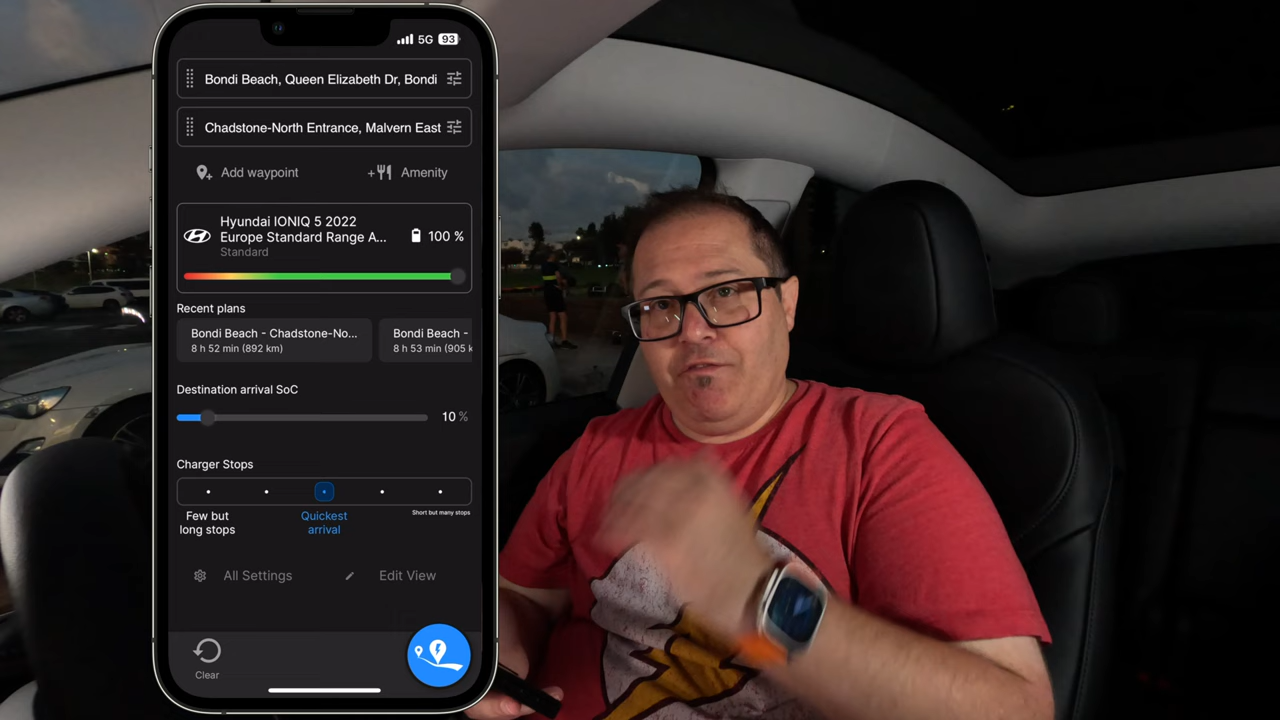 5G 93
Bondi Beach, Queen Elizabeth Dr, Bondi
Chadstone-North Entrance, Malvern East
Add waypoint
Amenity
Hyundai IONIQ 5 2022
Europe Standard Range A...
Standard
100 %
Recent plans
Bondi Beach - Chadstone-No...
8 h 52 min (892 km)
Bondi Beach -
8 h 53 min (905 k
Destination arrival SoC
10 %
Charger Stops
Few but
long stops
Quickest
arrival
Short but many stops
All Settings
Edit View
Clear